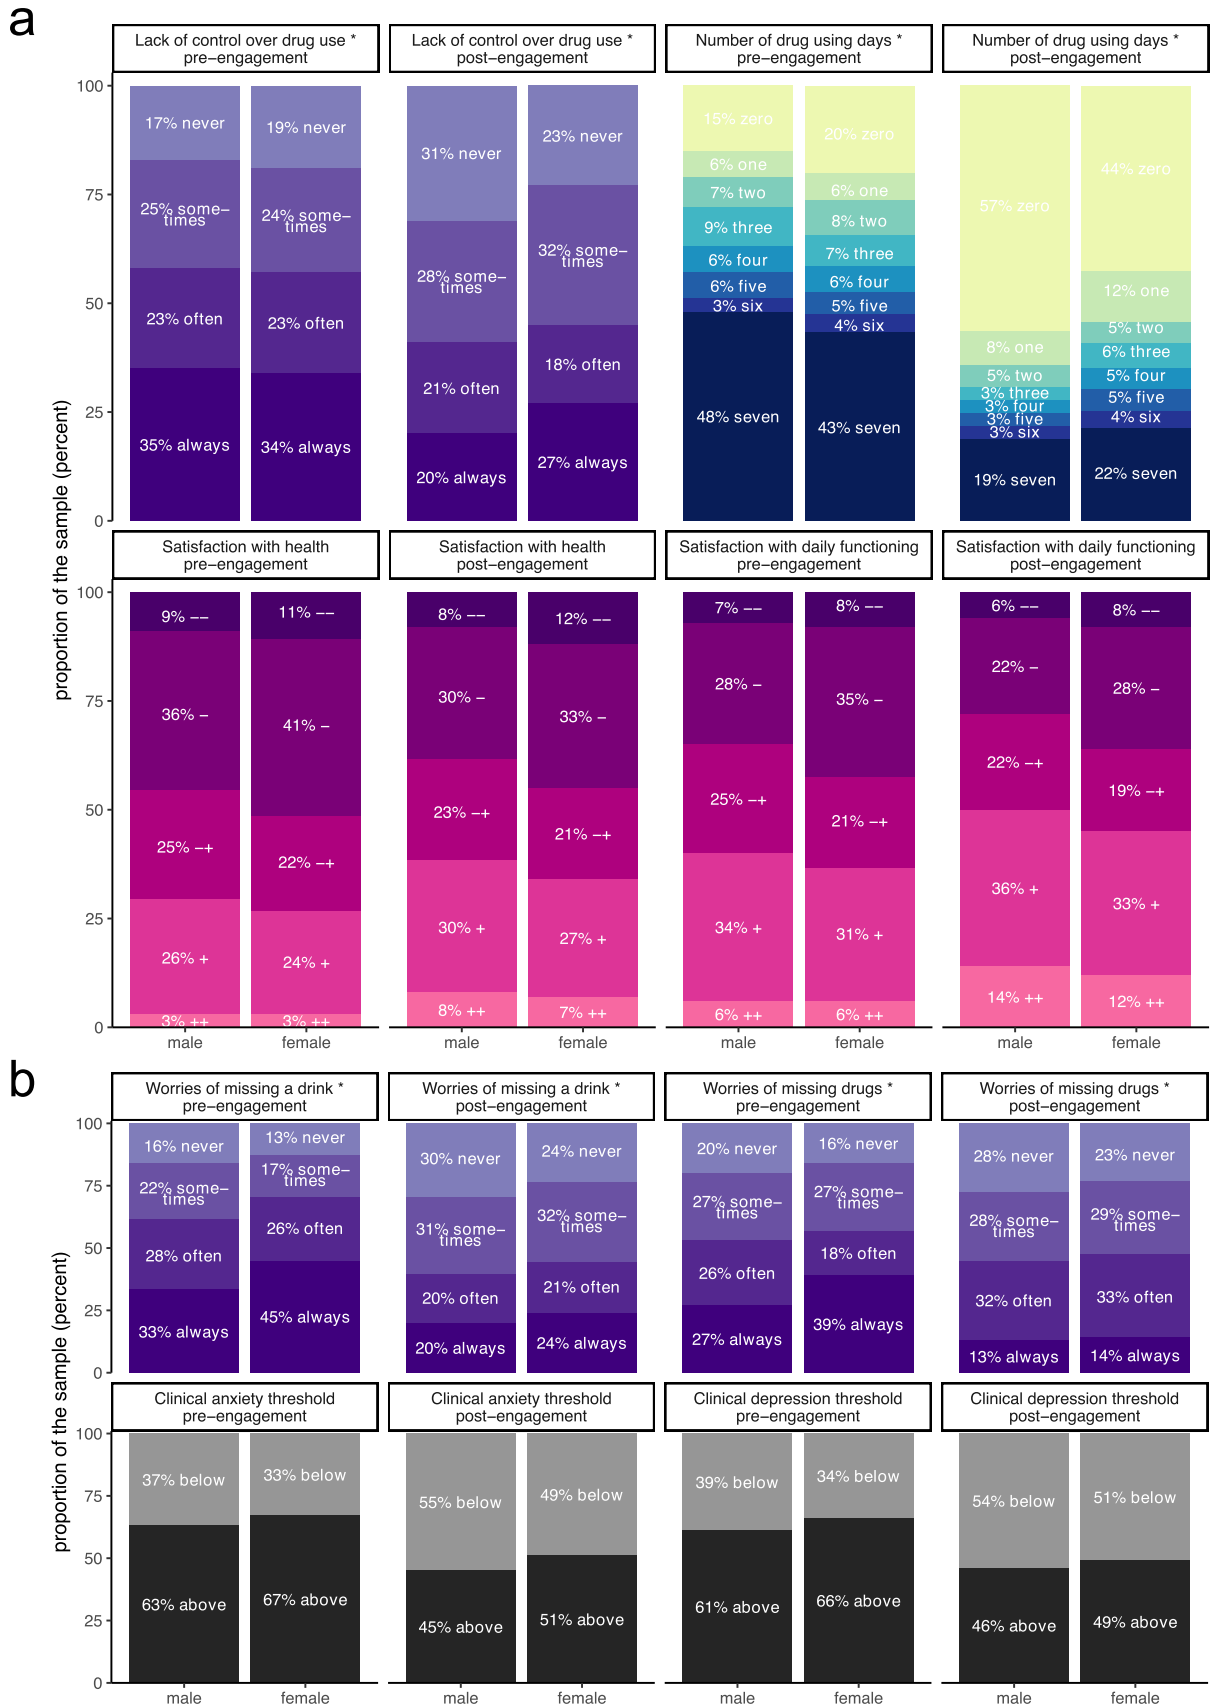 a
Lack of control over drug use *
pre−engagement
Lack of control over drug use *
post−engagement
Number of drug using days *
pre−engagement
Number of drug using days *
post−engagement
proportion of the sample (percent)
100
75
50
25
0
17% never
25% some−
times
23% often
35% always
19% never
24% some−
times
23% often
34% always
31% never
28% some−
times
21% often
20% always
23% never
32% some−
times
18% often
27% always
15% zero
6% one
7% two
9% three
6% four
6% five
3% six
48% seven
20% zero
6% one
8% two
7% three
6% four
5% five
4% six
43% seven
57% zero
8% one
5% two
3% three
3% four
3% five
3% six
19% seven
44% zero
12% one
5% two
6% three
5% four
5% five
4% six
22% seven
Satisfaction with health
pre−engagement
Satisfaction with health
post−engagement
Satisfaction with daily functioning
pre−engagement
Satisfaction with daily functioning
post−engagement
100
75
50
25
0
9% −−
36% −
25% −+
26% +
3% ++
11% −−
41% −
22% −+
24% +
3% ++
8% −−
30% −
23% −+
30% +
8% ++
12% −−
33% −
21% −+
27% +
7% ++
7% −−
28% −
25% −+
34% +
6% ++
8% −−
35% −
21% −+
31% +
6% ++
6% −−
22% −
22% −+
36% +
14% ++
8% −−
28% −
19% −+
33% +
12% ++
male
female
male
female
male
female
male
female
b
Worries of missing a drink *
pre−engagement
Worries of missing a drink *
post−engagement
Worries of missing drugs *
pre−engagement
Worries of missing drugs *
post−engagement
proportion of the sample (percent)
100
75
50
25
0
16% never
22% some−
times
28% often
33% always
13% never
17% some−
times
26% often
45% always
30% never
31% some−
times
20% often
20% always
24% never
32% some−
times
21% often
24% always
20% never
27% some−
times
26% often
27% always
16% never
27% some−
times
18% often
39% always
28% never
28% some−
times
32% often
13% always
23% never
29% some−
times
33% often
14% always
Clinical anxiety threshold
pre−engagement
Clinical anxiety threshold
post−engagement
Clinical depression threshold
pre−engagement
Clinical depression threshold
post−engagement
100
75
50
25
0
37% below
63% above
33% below
67% above
55% below
45% above
49% below
51% above
39% below
61% above
34% below
66% above
54% below
46% above
51% below
49% above
male
female
male
female
male
female
male
female